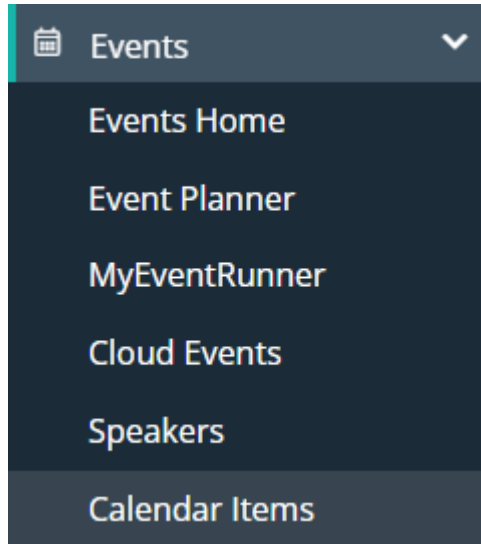 Events
Events Home
Event Planner
MyEventRunner
Cloud Events
Speakers
Calendar Items